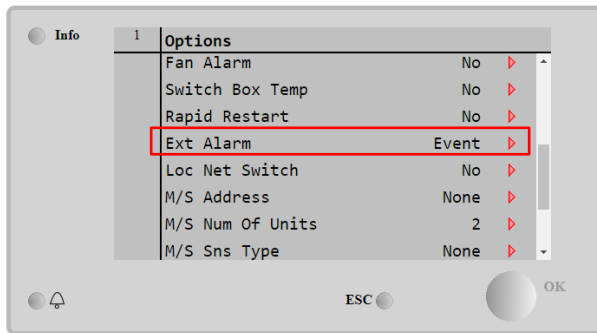 Info
1 Options
Fan Alarm No
Switch Box Temp No
Rapid Restart No
Ext Alarm Event
Loc Net Switch No
M/S Address None
M/S Num Of Units 2
M/S Sns Type None
ESC
OK